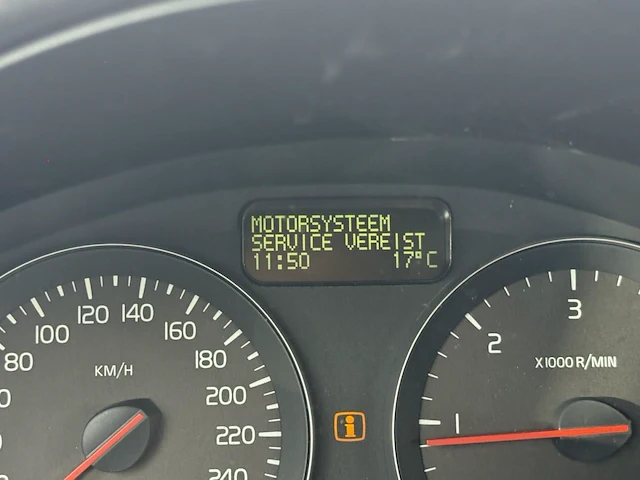 MOTORSYSTEEM
SERVICE VEREIST
11:50 17°C
80
100
120
140
160
180
200
220
240
KM/H
1
2
3
X1000 R/MIN
i